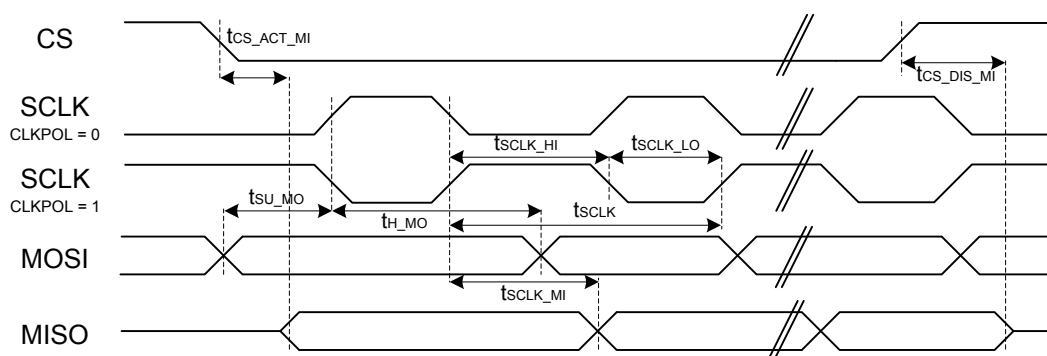 CS
tCS_ACT_MI
tCS_DIS_MI
SCLK
CLKPOL = 0
tSCLK_HI
tSCLK_LO
SCLK
CLKPOL = 1
tSU_MO
tH_MO
tSCLK
MOSI
tSCLK_MI
MISO